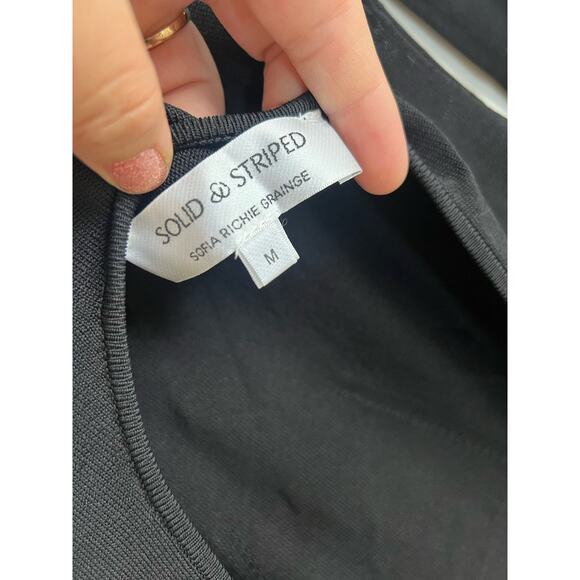 SOLID & STRIPED
SOFIA RICHIE GRAINGE
M